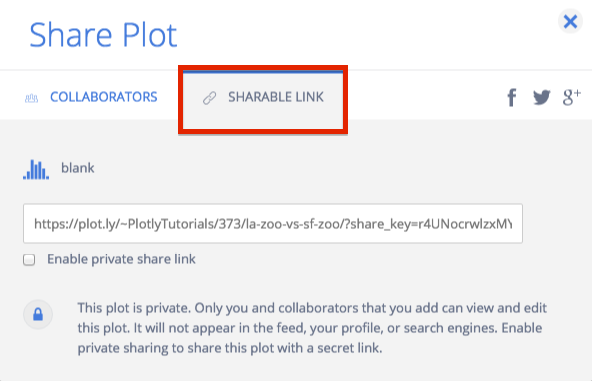 Share Plot
COLLABORATORS
SHARABLE LINK
f
g+
blank
https://plot.ly/~PlotlyTutorials/373/la-zoo-vs-sf-zoo/?share_key=r4UNocrwlzxMY
Enable private share link
This plot is private. Only you and collaborators that you add can view and edit
this plot. It will not appear in the feed, your profile, or search engines. Enable
private sharing to share this plot with a secret link.